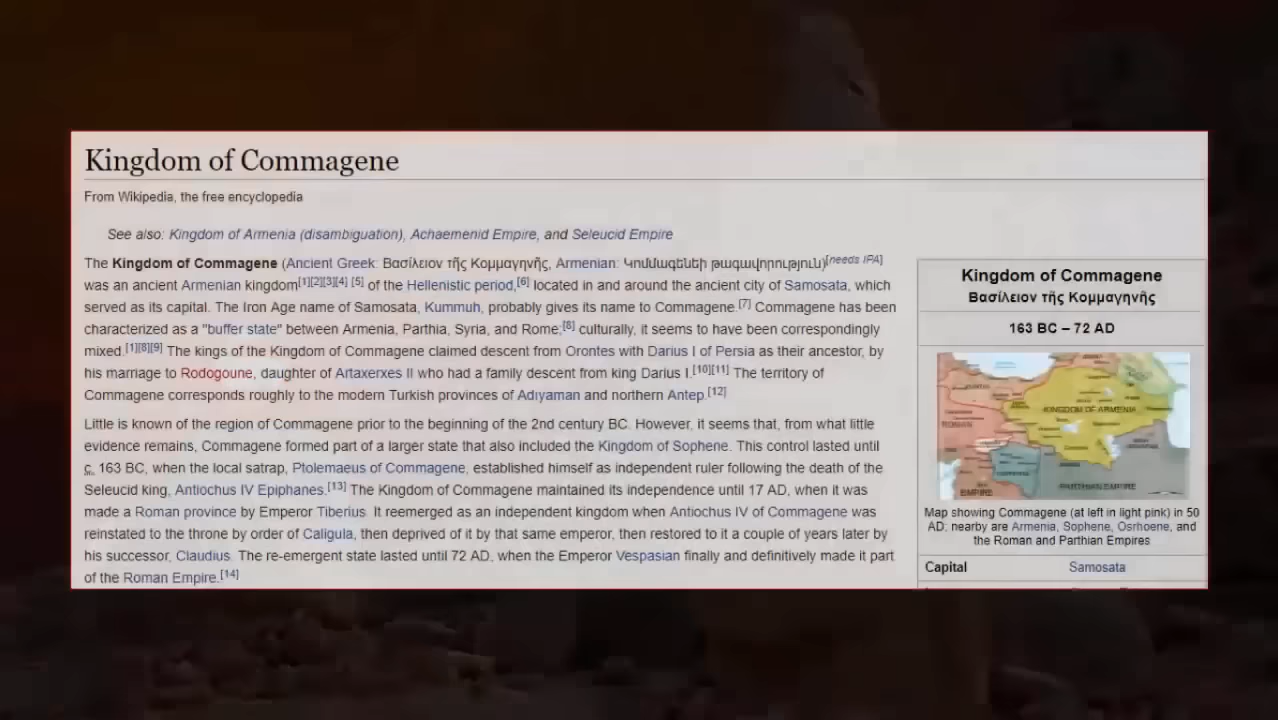 Kingdom of Commagene
From Wikipedia, the free encyclopedia
See also: Kingdom of Armenia (disambiguation), Achaemenid Empire, and Seleucid Empire
The Kingdom of Commagene (Ancient Greek: Βασίλειον τῆς Κομμαγηνῆς, Armenian: Կոմմագենէի թագավորություն)[needs IPA]
was an ancient Armenian kingdom[1][2][3][4] [5] of the Hellenistic period,[6] located in and around the ancient city of Samosata, which
served as its capital. The Iron Age name of Samosata, Kummuh, probably gives its name to Commagene.[7] Commagene has been
characterized as a "buffer state" between Armenia, Parthia, Syria, and Rome;[8] culturally, it seems to have been correspondingly
mixed.[1][8][9] The kings of the Kingdom of Commagene claimed descent from Orontes with Darius I of Persia as their ancestor, by
his marriage to Rodogoune, daughter of Artaxerxes II who had a family descent from king Darius I.[10][11] The territory of
Commagene corresponds roughly to the modern Turkish provinces of Adıyaman and northern Antep.[12]
Little is known of the region of Commagene prior to the beginning of the 2nd century BC. However, it seems that, from what little
evidence remains, Commagene formed part of a larger state that also included the Kingdom of Sophene. This control lasted until
c. 163 BC, when the local satrap, Ptolemaeus of Commagene, established himself as independent ruler following the death of the
Seleucid king, Antiochus IV Epiphanes.[13] The Kingdom of Commagene maintained its independence until 17 AD, when it was
made a Roman province by Emperor Tiberius. It reemerged as an independent kingdom when Antiochus IV of Commagene was
reinstated to the throne by order of Caligula, then deprived of it by that same emperor, then restored to it a couple of years later by
his successor, Claudius. The re-emergent state lasted until 72 AD, when the Emperor Vespasian finally and definitively made it part
of the Roman Empire.[14]
Kingdom of Commagene
Βασίλειον τῆς Κομμαγηνῆς
163 BC – 72 AD
KINGDOM OF ARMENIA
ROMAN
EMPIRE
PARTHIAN EMPIRE
Map showing Commagene (at left in light pink) in 50
AD; nearby are Armenia, Sophene, Osrhoene, and
the Roman and Parthian Empires
Capital Samosata